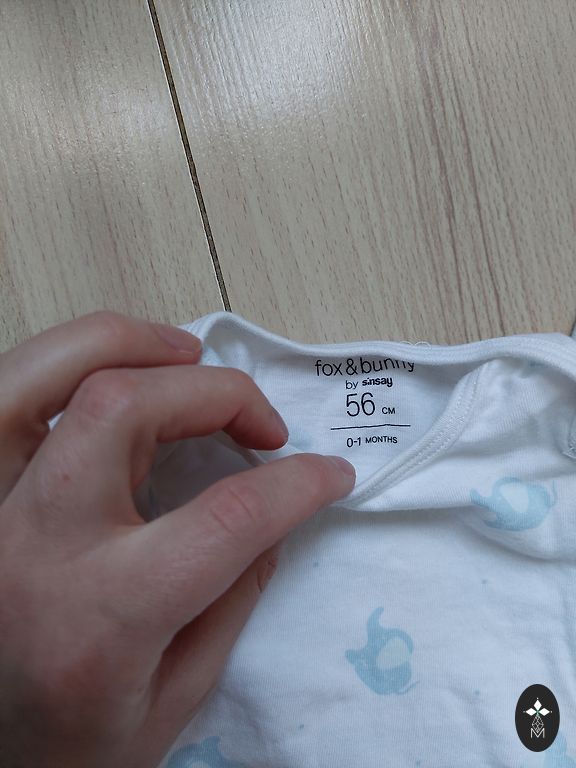 fox & bunny
by sinsay
56 CM
0-1 MONTHS
M